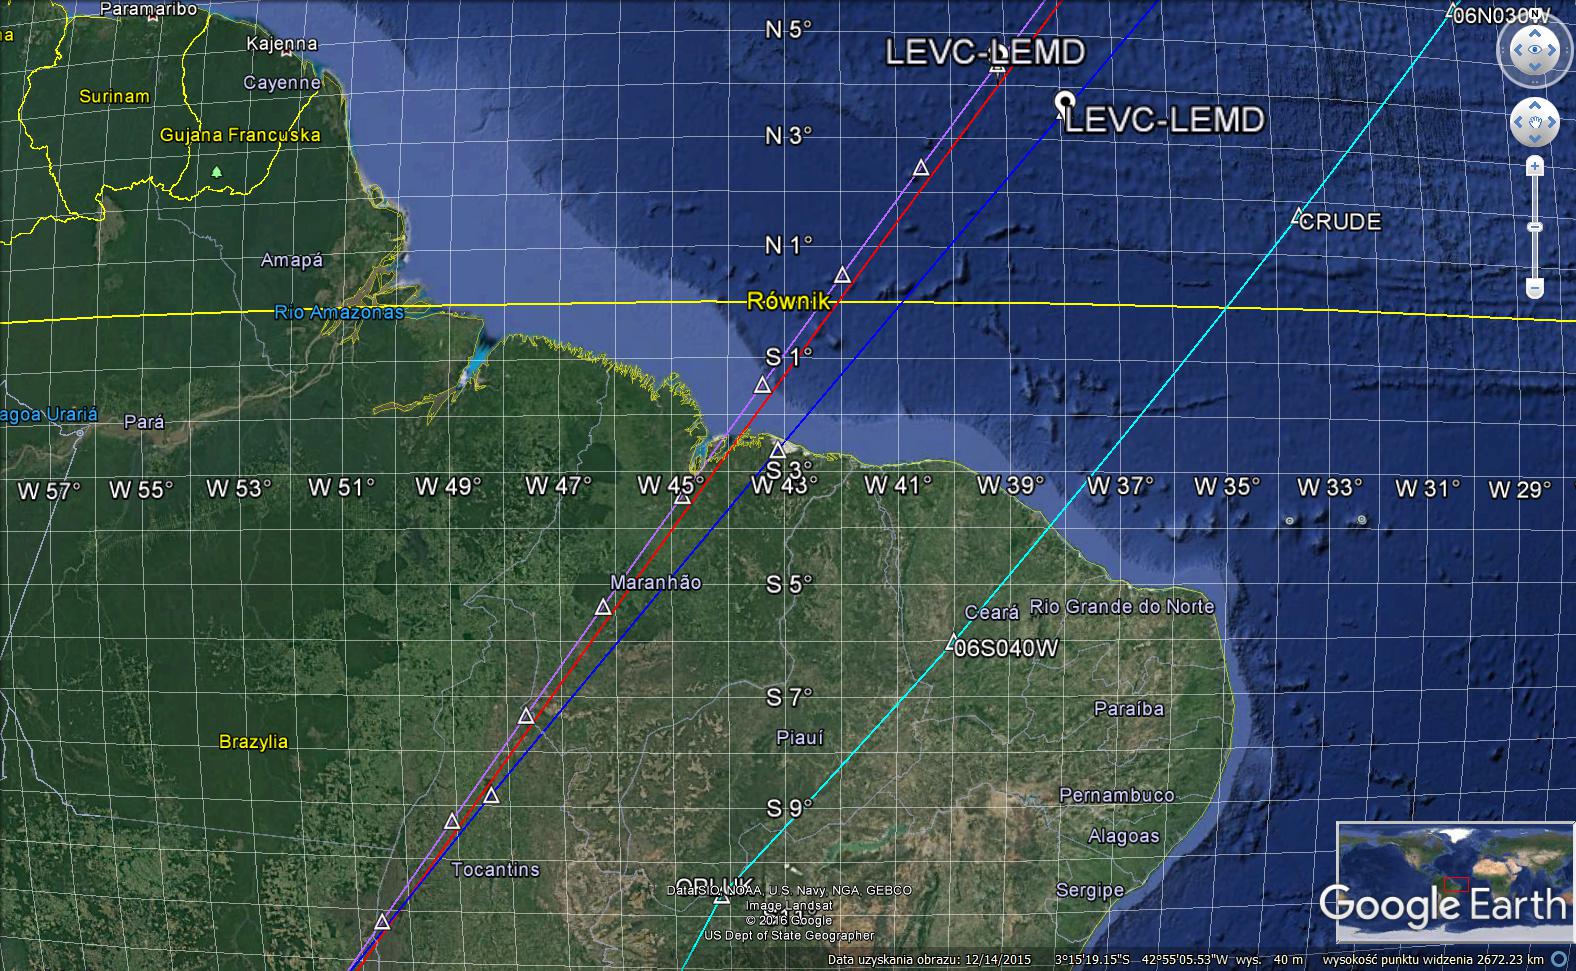 Paramaribo
06N030W
N
N 5°
Kajenna
LEVC-LEMD
Cayenne
Surinam
LEVC-LEMD
Gujana Francuska
N 3°
CRUDE
N 1°
Amapá
Równik
Rio Amazonas
S 1°
agoa Urariá
Pará
S 3°
W 57° W 55° W 53° W 51° W 49° W 47° W 45° W 43° W 41° W 39° W 37° W 35° W 33° W 31° W 29°
Maranhão
S 5°
Ceará
Rio Grande do Norte
06S040W
S 7°
Paraíba
Piauí
Brazylia
Pernambuco
S 9°
Alagoas
Tocantins
Sergipe
Data SIO, NOAA, U.S. Navy, NGA, GEBCO
Image Landsat
© 2016 Google
US Dept of State Geographer
Google Earth
Data uzyskania obrazu: 12/14/2015 3°15'19.15"S 42°55'05.53"W wys. 40 m wysokość punktu widzenia 2672.23 km